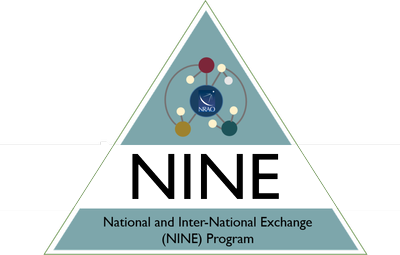 NRAO
NINE
National and Inter-National Exchange
(NINE) Program